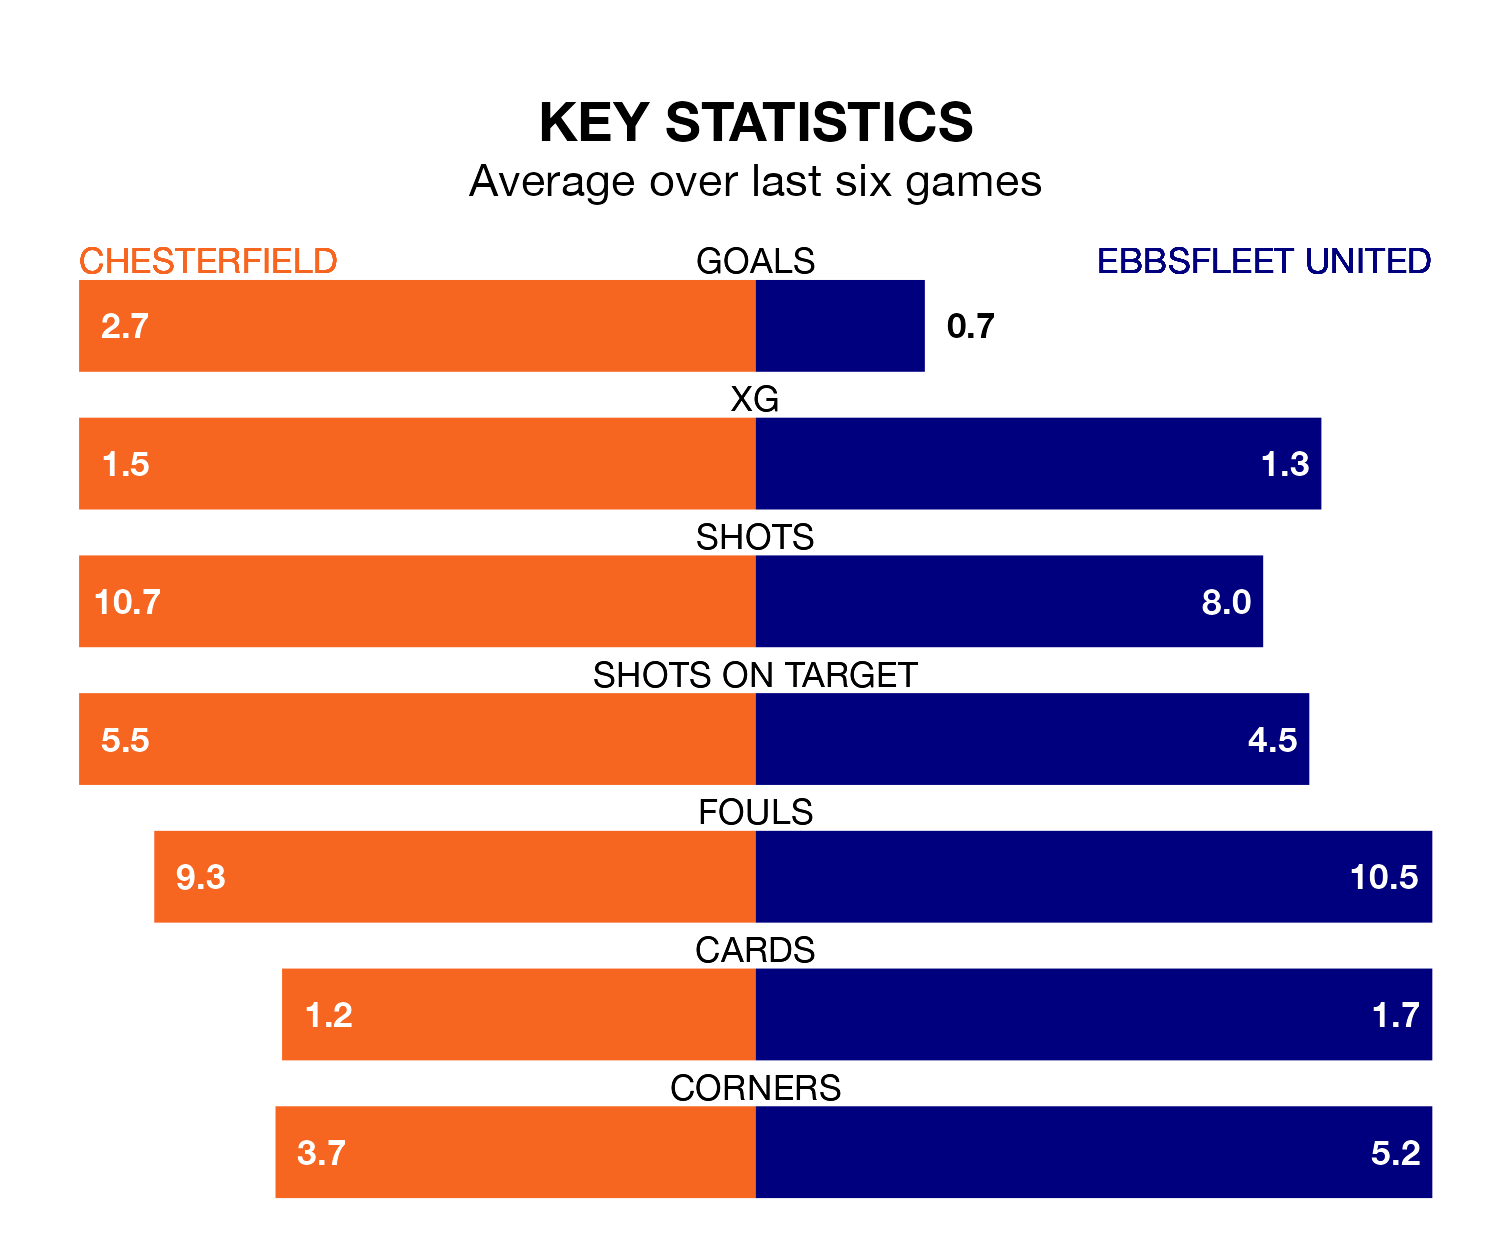 KEY STATISTICS
Average over last six games
CHESTERFIELD GOALS EBBSFLEET UNITED
2.7 0.7
XG
1.5 1.3
SHOTS
10.7 8.0
SHOTS ON TARGET
5.5 4.5
FOULS
9.3 10.5
CARDS
1.2 1.7
CORNERS
3.7 5.2